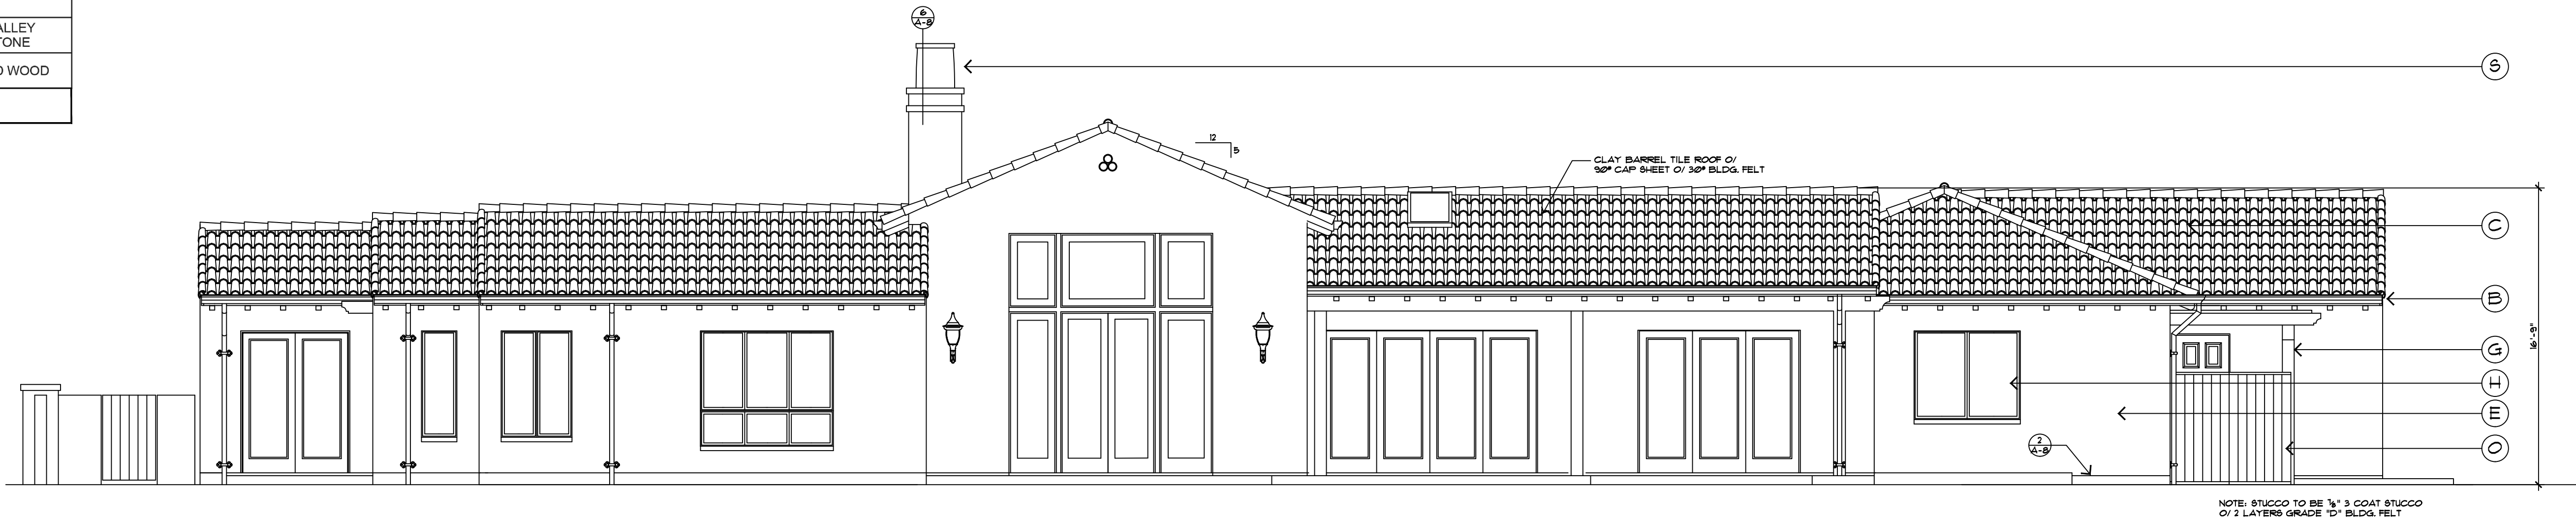 ALLEY
TONE
D WOOD
6
A-8
S
12
5
CLAY BARREL TILE ROOF O/
90# CAP SHEET O/ 30# BLDG. FELT
C
B
16'-9"
G
H
E
2
A-8
O
NOTE: STUCCO TO BE 7/8" 3 COAT STUCCO
O/ 2 LAYERS GRADE "D" BLDG. FELT